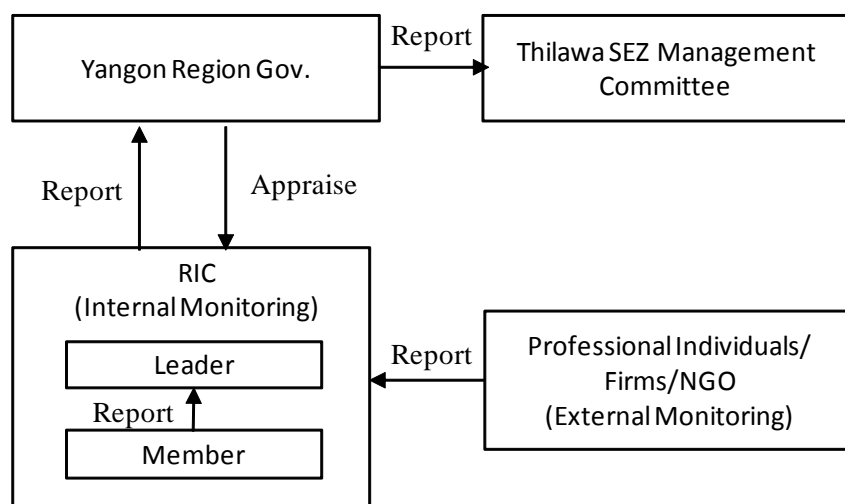 Report
Yangon Region Gov.
Thilawa SEZ Management
Committee
Report
Appraise
RIC
(Internal Monitoring)
Leader
Report
Member
Report
Professional Individuals/
Firms/NGO
(External Monitoring)